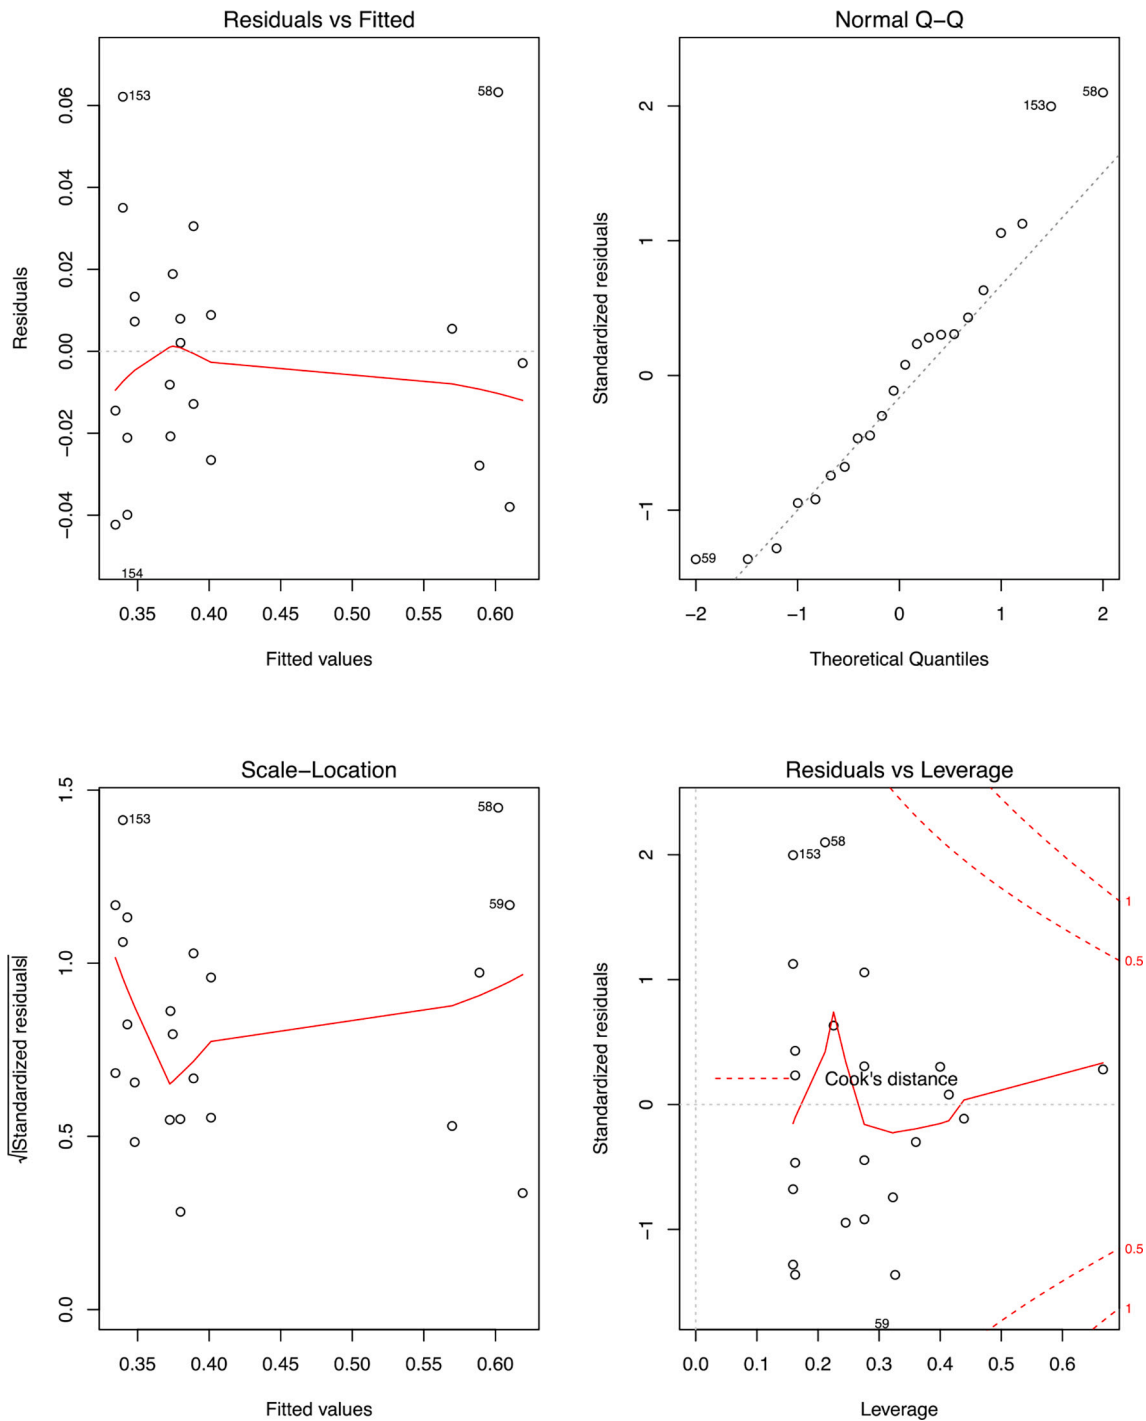 Residuals vs Fitted
Residuals
0.06
0.04
0.02
0.00
−0.02
−0.04
153
58
154
0.35 0.40 0.45 0.50 0.55 0.60
Fitted values
Normal Q−Q
Standardized residuals
2
1
0
−1
153
58
59
−2 −1 0 1 2
Theoretical Quantiles
Scale−Location
√|Standardized residuals|
1.5
1.0
0.5
0.0
153
58
59
0.35 0.40 0.45 0.50 0.55 0.60
Fitted values
Residuals vs Leverage
Standardized residuals
2
1
0
−1
153
58
1
0.5
Cook's distance
0.5
1
59
0.0 0.1 0.2 0.3 0.4 0.5 0.6
Leverage